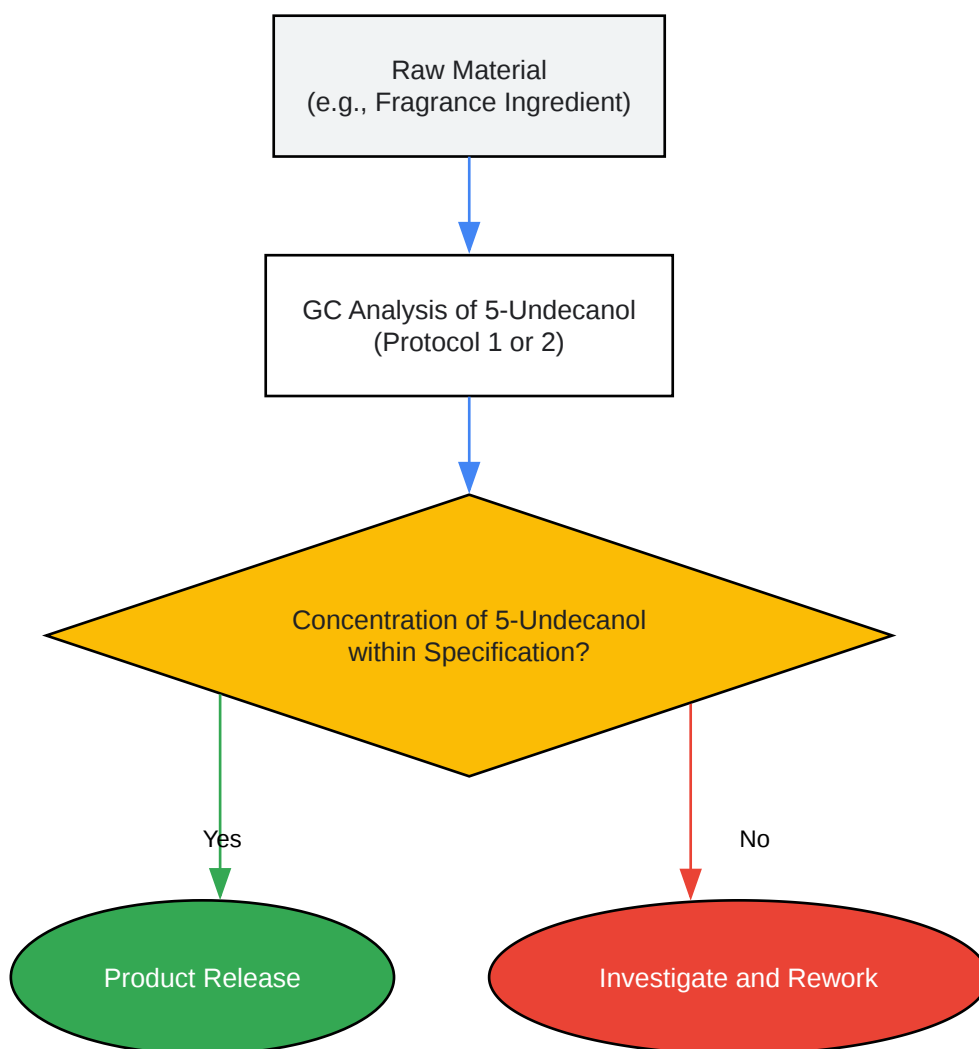 Raw Material
(e.g., Fragrance Ingredient)
GC Analysis of 5-Undecanol
(Protocol 1 or 2)
Concentration of 5-Undecanol
within Specification?
Yes
No
Product Release
Investigate and Rework